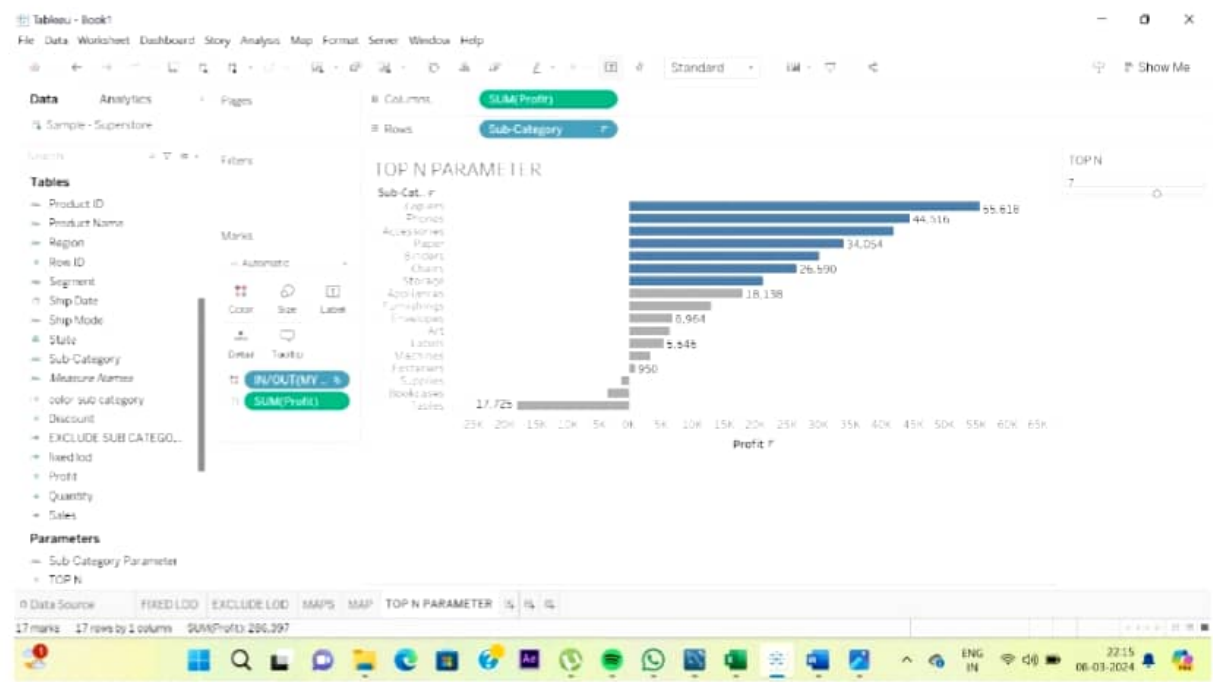 Tableau - Book1
File Data Worksheet Dashboard Story Analysis Map Format Server Window Help
Standard
Show Me
Data Analytics
Pages
Columns
SUM(Profit)
Sample - Superstore
Rows
Sub-Category
Search
Filters
TOP N PARAMETER
TOP N
7
Tables
Product ID
Product Name
Region
Row ID
Segment
Ship Date
Ship Mode
State
Sub-Category
Measure Names
color sub category
Discount
EXCLUDE SUB CATEGO...
fixed lod
Profit
Quantity
Sales
Parameters
Sub-Category Parameter
TOP N
Marks
Automatic
Color Size Label
Detail Tooltip
IN/OUT(MY ...
SUM(Profit)
Sub-Cat..
Copiers 55,618
Phones 44,516
Accessories
Paper 34,054
Binders
Chairs 26,590
Storage
Appliances 18,138
Furnishings
Envelopes 6,964
Art
Labels 5,546
Machines
Fasteners 950
Supplies
Bookcases
Tables 17,725
25K 20K -15K 10K 5K 0K 5K 10K 15K 20K 25K 30K 35K 40K 45K 50K 55K 60K 65K
Profit
Data Source FIXED LOD EXCLUDE LOD MAPS MAP TOP N PARAMETER
17 marks 17 rows by 1 column SUM(Profit): 286,397
Ae
ENG
IN
22:15
06-03-2024